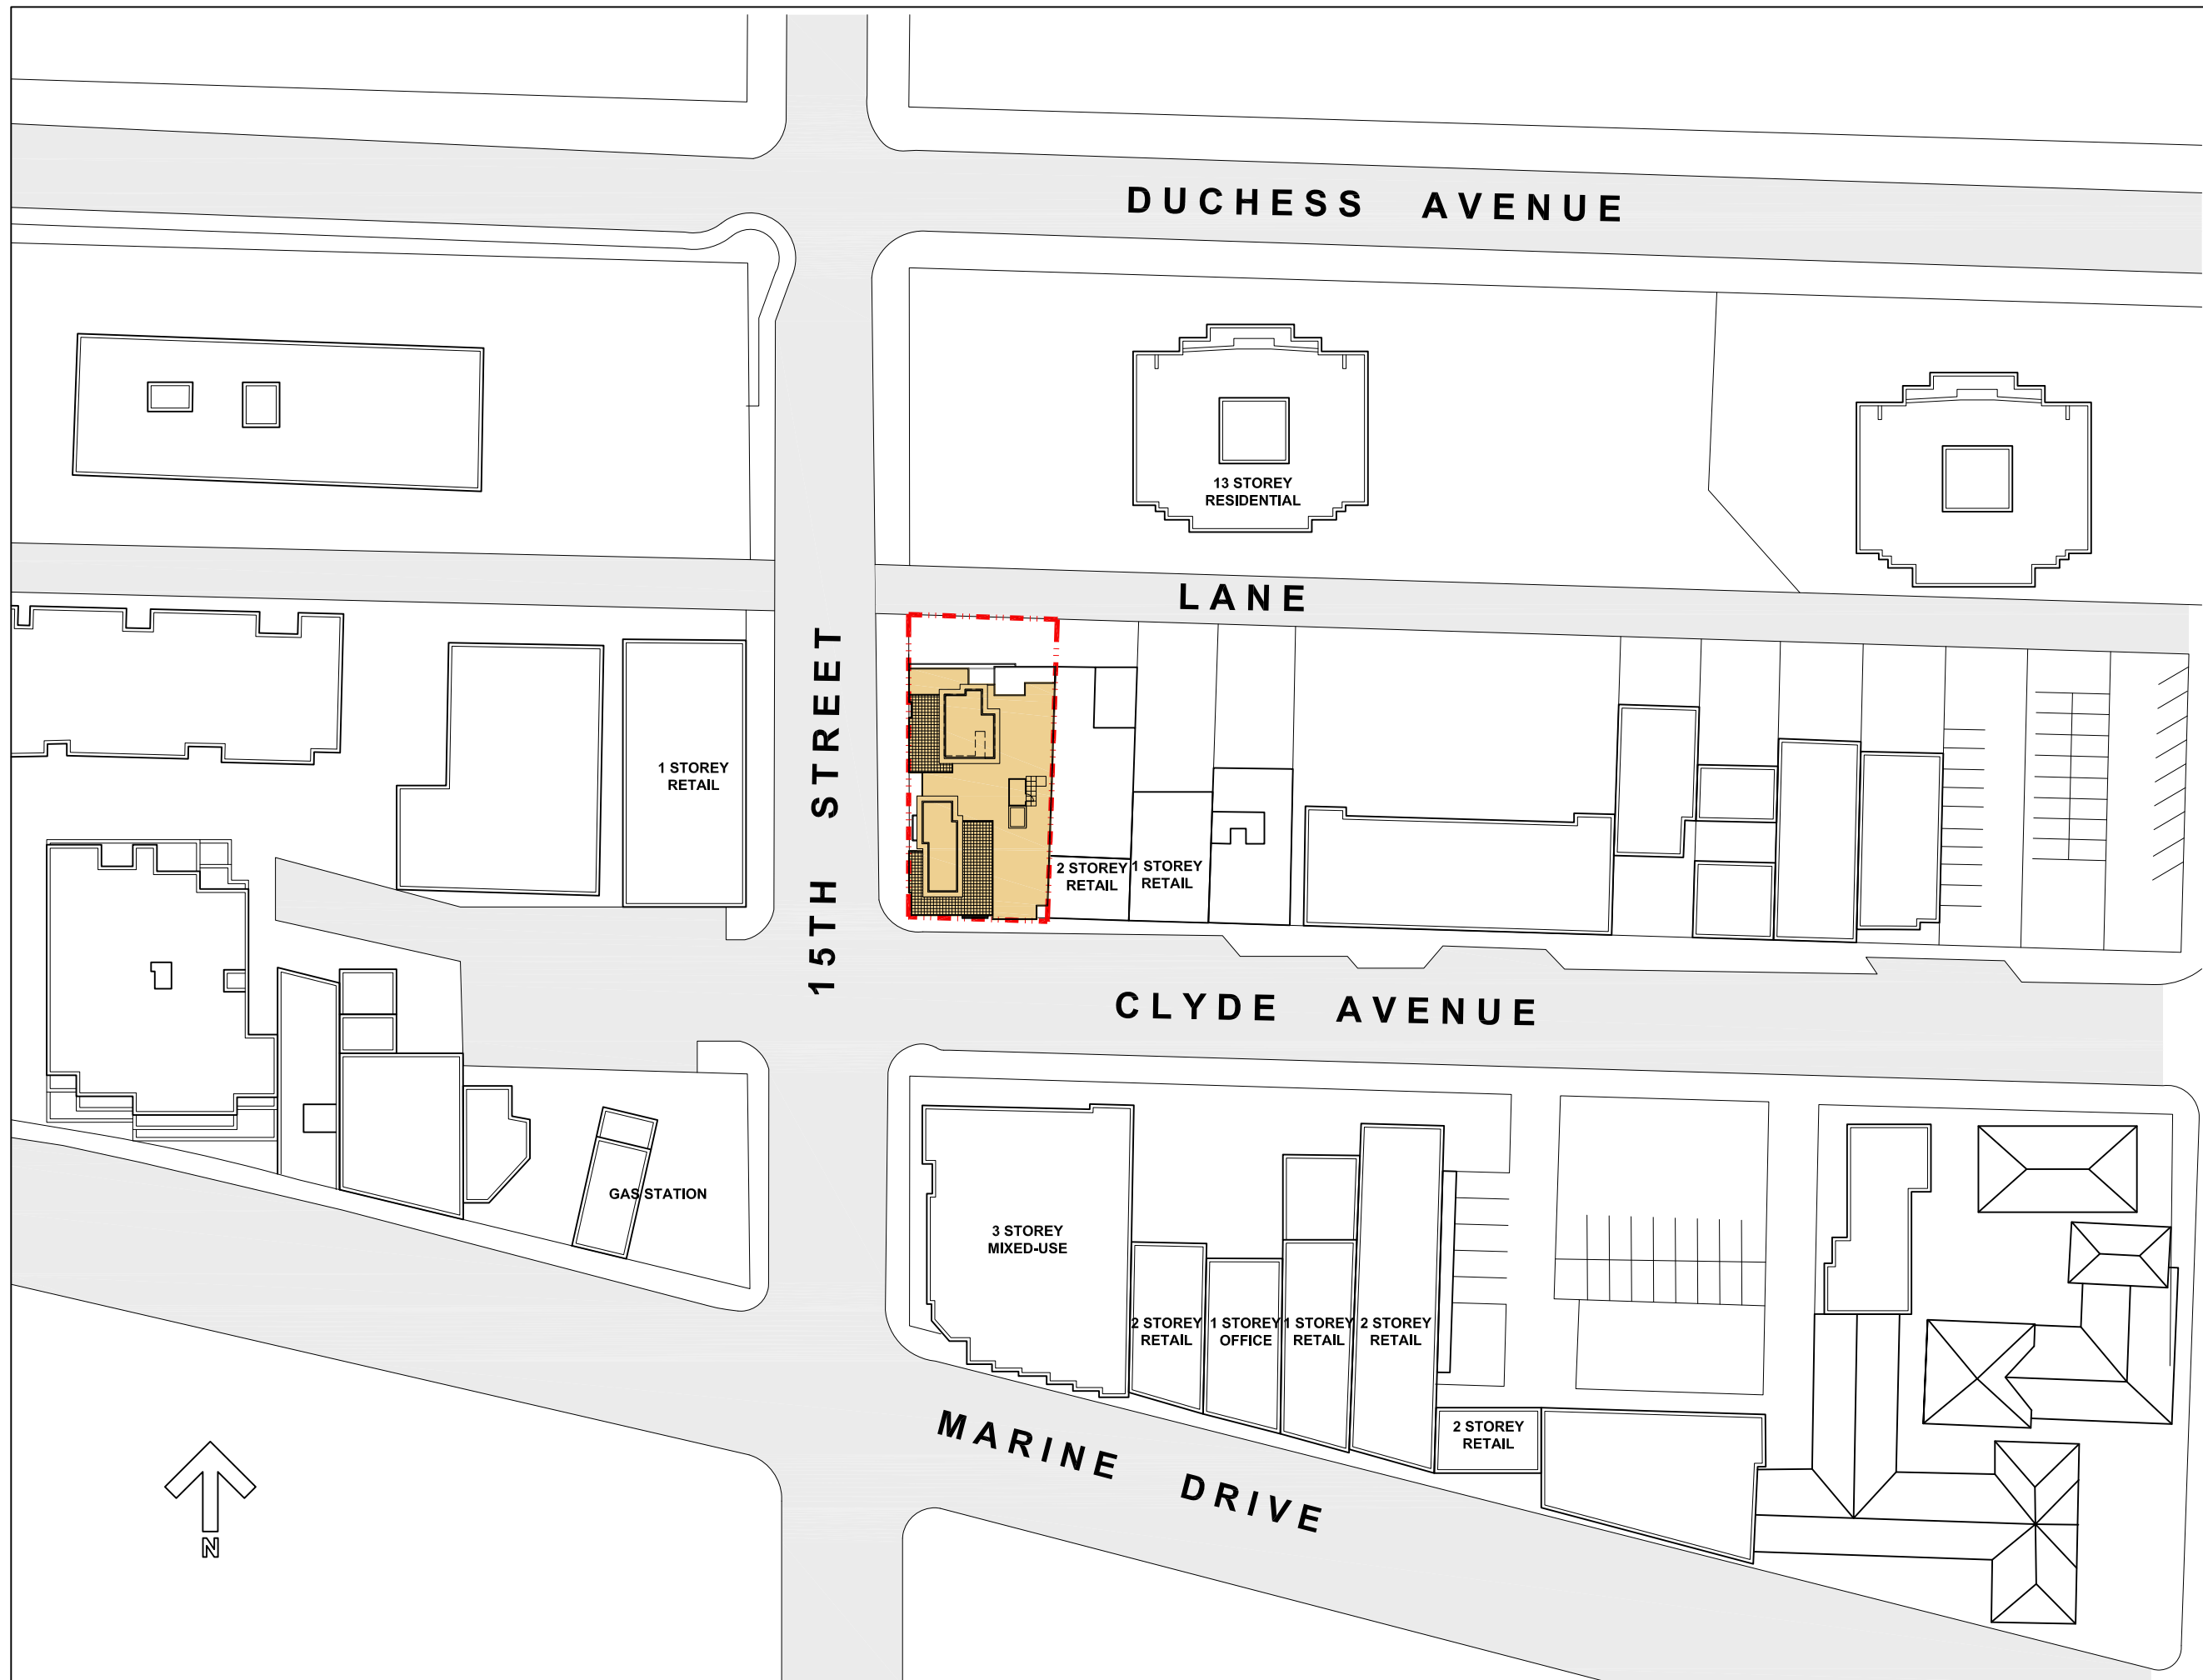 DUCHESS AVENUE
13 STOREY
RESIDENTIAL
LANE
15TH STREET
1 STOREY
RETAIL
2 STOREY
RETAIL
1 STOREY
RETAIL
CLYDE AVENUE
GAS STATION
3 STOREY
MIXED-USE
2 STOREY
RETAIL
1 STOREY
OFFICE
1 STOREY
RETAIL
2 STOREY
RETAIL
2 STOREY
RETAIL
MARINE DRIVE
N